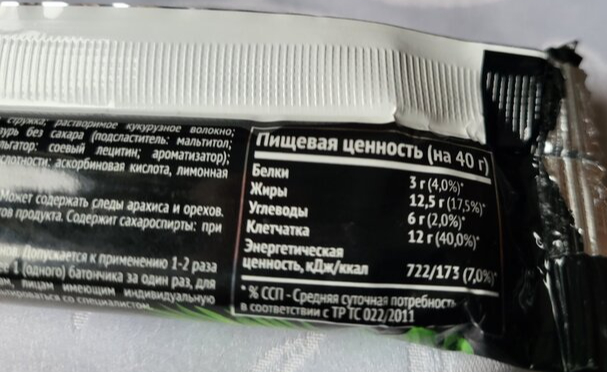 стружка, растворимое кукурузное волокно;
без сахара (подсластитель: мальтитол;
соевый лецитин; ароматизатор);
аскорбиновая кислота, лимонная
Может содержать следы арахиса и орехов.
продукта. Содержит сахароспирты: при
Допускается к применению 1-2 раза
1 (одного) батончика за один раз, для
лицам имеющим индивидуальную
со специалистом.
Пищевая ценность (на 40 г)
Белки 3 г (4,0%)*
Жиры 12,5 г (17,5%)*
Углеводы 6 г (2,0%)*
Клетчатка 12 г (40,0%)*
Энергетическая
ценность, кДж/ккал 722/173 (7,0%)*
* % ССП - Средняя суточная потребность
в соответствии с ТР ТС 022/2011